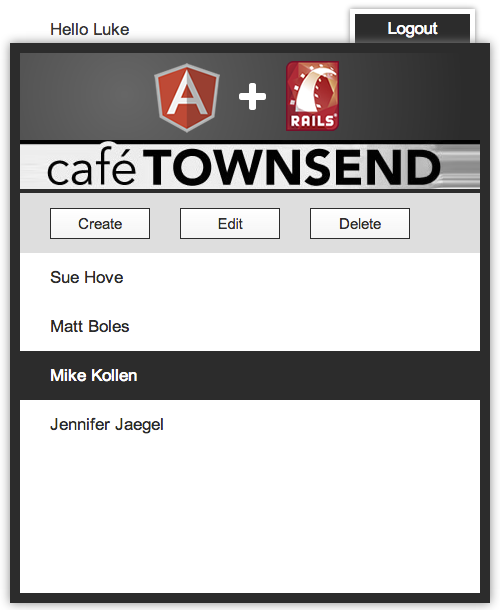 Hello Luke
Logout
A
+
RAILS®
café TOWNSEND
Create
Edit
Delete
Sue Hove
Matt Boles
Mike Kollen
Jennifer Jaegel